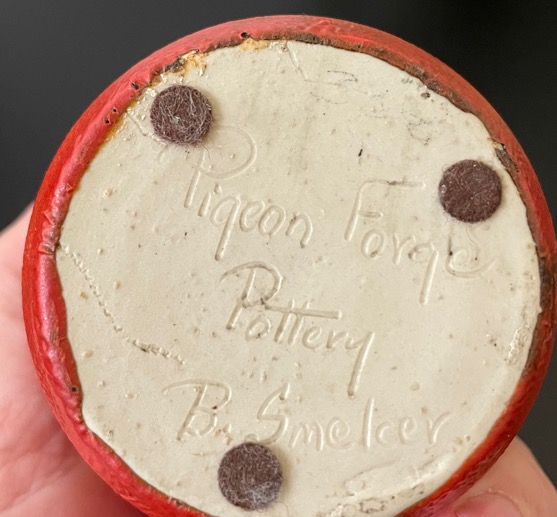 Pigeon Forge
Pottery
B. Smelcer